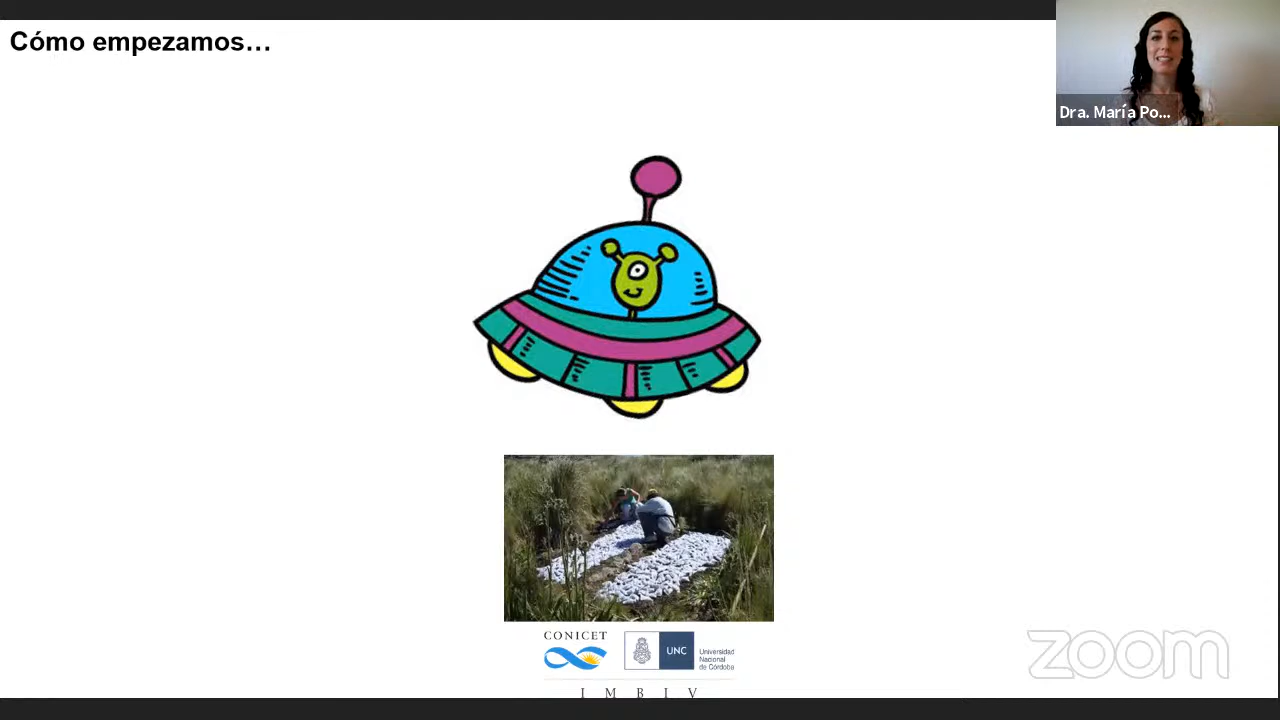 Cómo empezamos...
Dra. María Po...
CONICET
UNC
Universidad
Nacional
de Córdoba
I M B I V
zoom